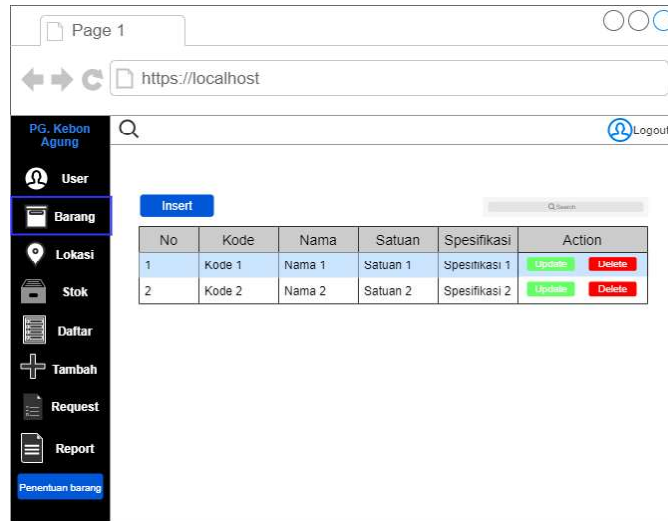 Page 1
https://localhost
PG. Kebon
Agung
Logout
User
Barang
Lokasi
Stok
Daftar
Tambah
Request
Report
Penentuan barang
Insert
Search
No Kode Nama Satuan Spesifikasi Action
1 Kode 1 Nama 1 Satuan 1 Spesifikasi 1 Update Delete
2 Kode 2 Nama 2 Satuan 2 Spesifikasi 2 Update Delete